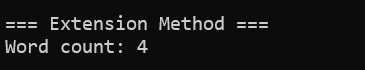 === Extension Method ===
Word count: 4